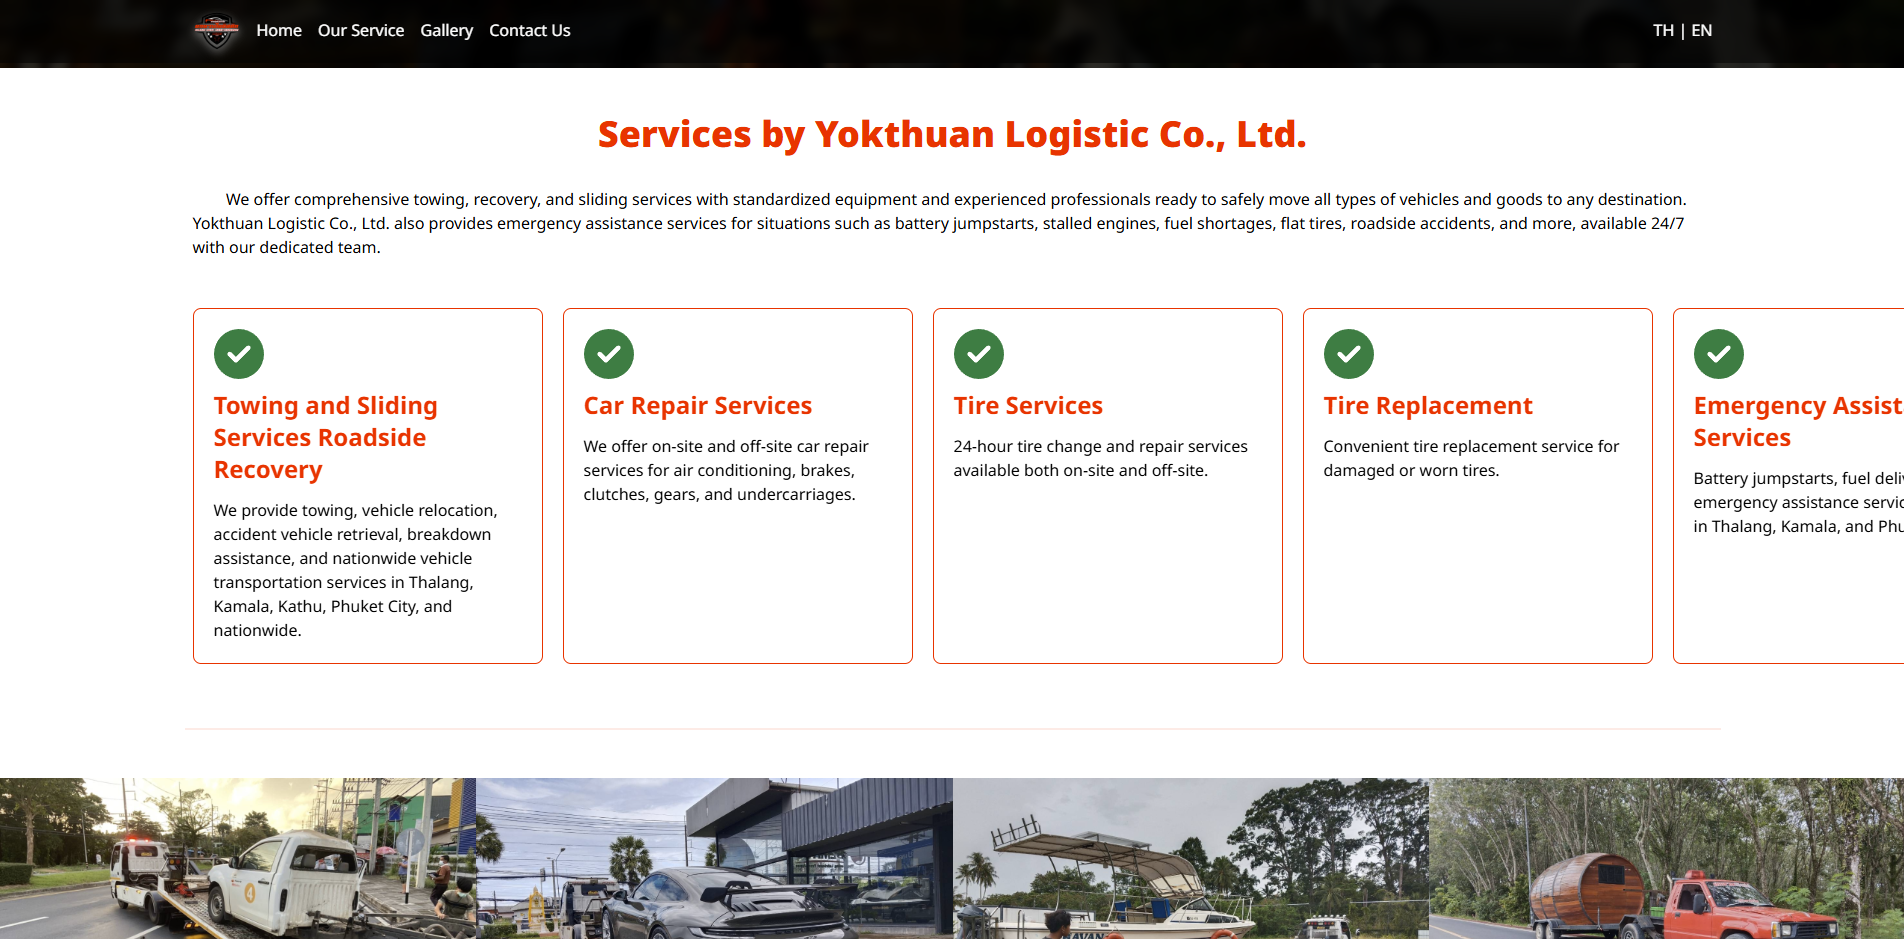 Home Our Service Gallery Contact Us TH | EN
Services by Yokthuan Logistic Co., Ltd.
We offer comprehensive towing, recovery, and sliding services with standardized equipment and experienced professionals ready to safely move all types of vehicles and goods to any destination.
Yokthuan Logistic Co., Ltd. also provides emergency assistance services for situations such as battery jumpstarts, stalled engines, fuel shortages, flat tires, roadside accidents, and more, available 24/7
with our dedicated team.
Towing and Sliding
Services Roadside
Recovery
We provide towing, vehicle relocation,
accident vehicle retrieval, breakdown
assistance, and nationwide vehicle
transportation services in Thalang,
Kamala, Kathu, Phuket City, and
nationwide.
Car Repair Services
We offer on-site and off-site car repair
services for air conditioning, brakes,
clutches, gears, and undercarriages.
Tire Services
24-hour tire change and repair services
available both on-site and off-site.
Tire Replacement
Convenient tire replacement service for
damaged or worn tires.
Emergency Assist
Services
Battery jumpstarts, fuel deli
emergency assistance servic
in Thalang, Kamala, and Phu